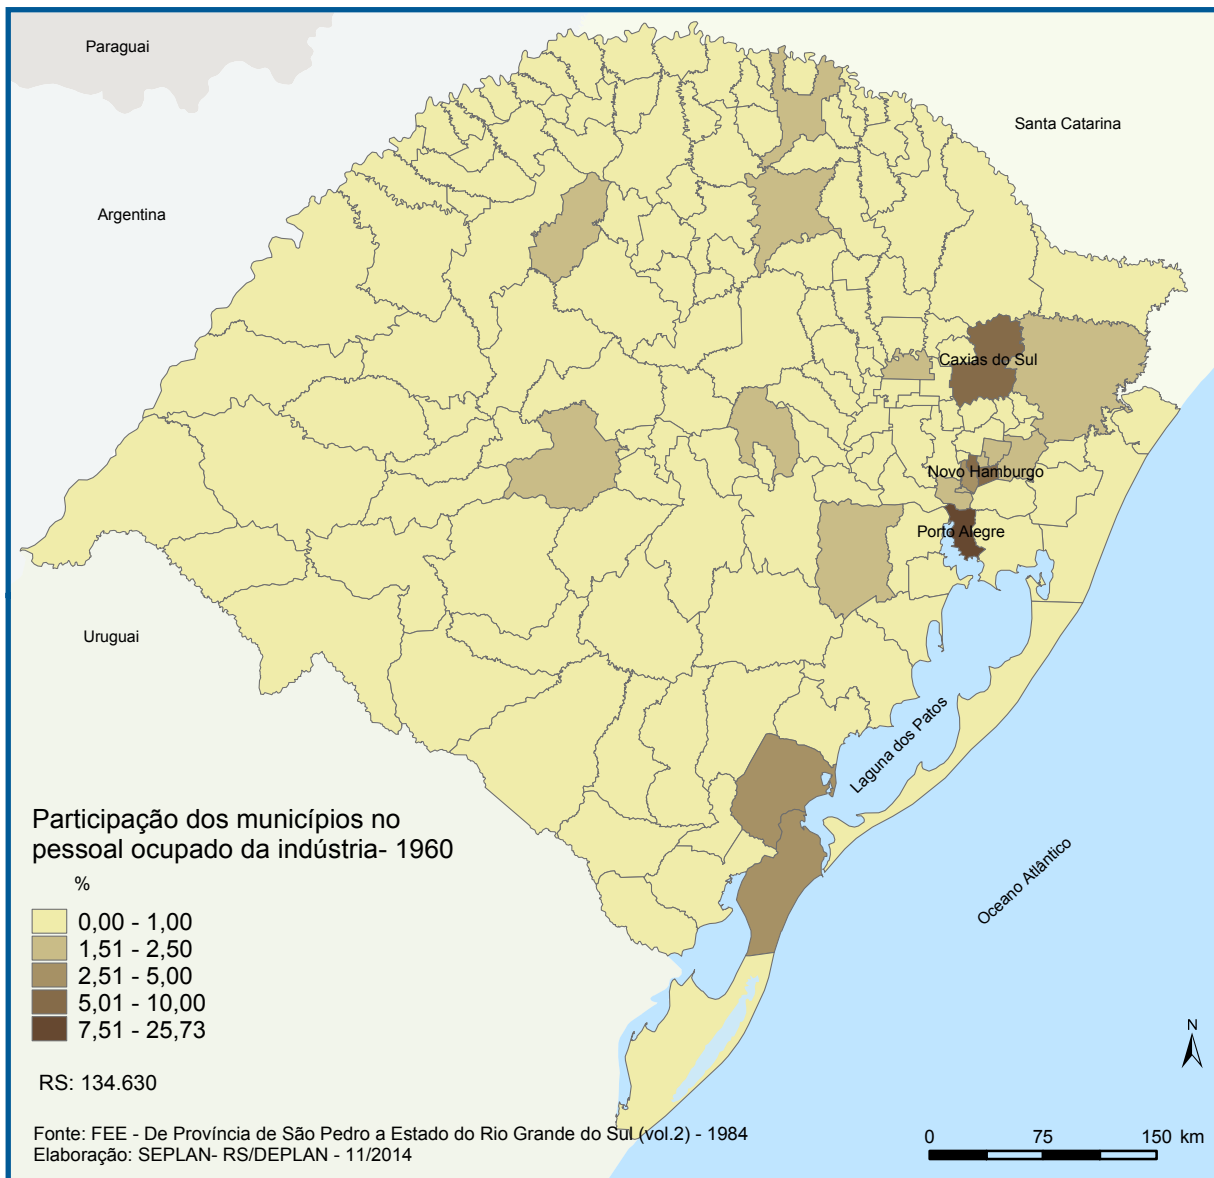 Paraguai
Santa Catarina
Argentina
Caxias do Sul
Novo Hamburgo
Porto Alegre
Uruguai
Laguna dos Patos
Oceano Atlântico
Participação dos municípios no
pessoal ocupado da indústria- 1960
%
0,00 - 1,00
1,51 - 2,50
2,51 - 5,00
5,01 - 10,00
7,51 - 25,73
RS: 134.630
N
Fonte: FEE - De Província de São Pedro a Estado do Rio Grande do Sul (vol.2) - 1984
Elaboração: SEPLAN- RS/DEPLAN - 11/2014
0 75 150 km